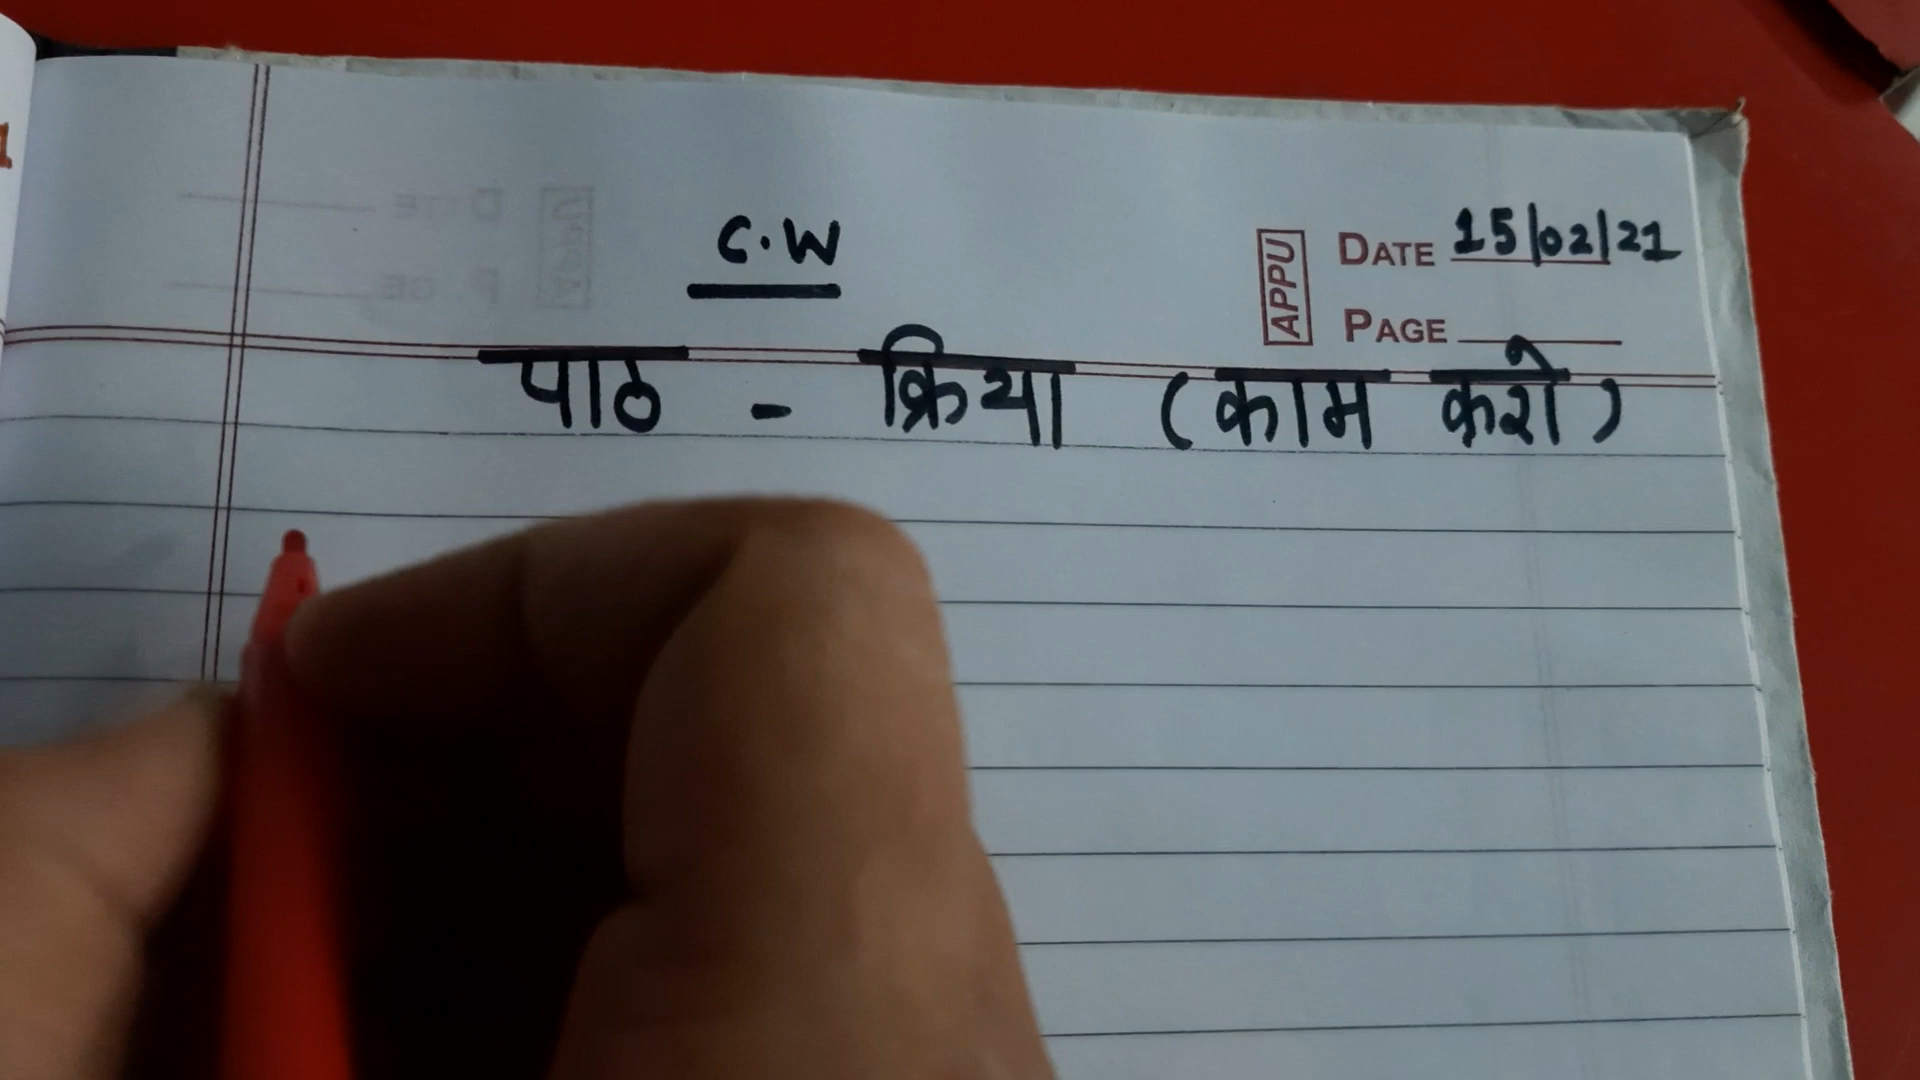 C.W
APPU
DATE 15/02/21
PAGE
पाठ - क्रिया (काम करो)